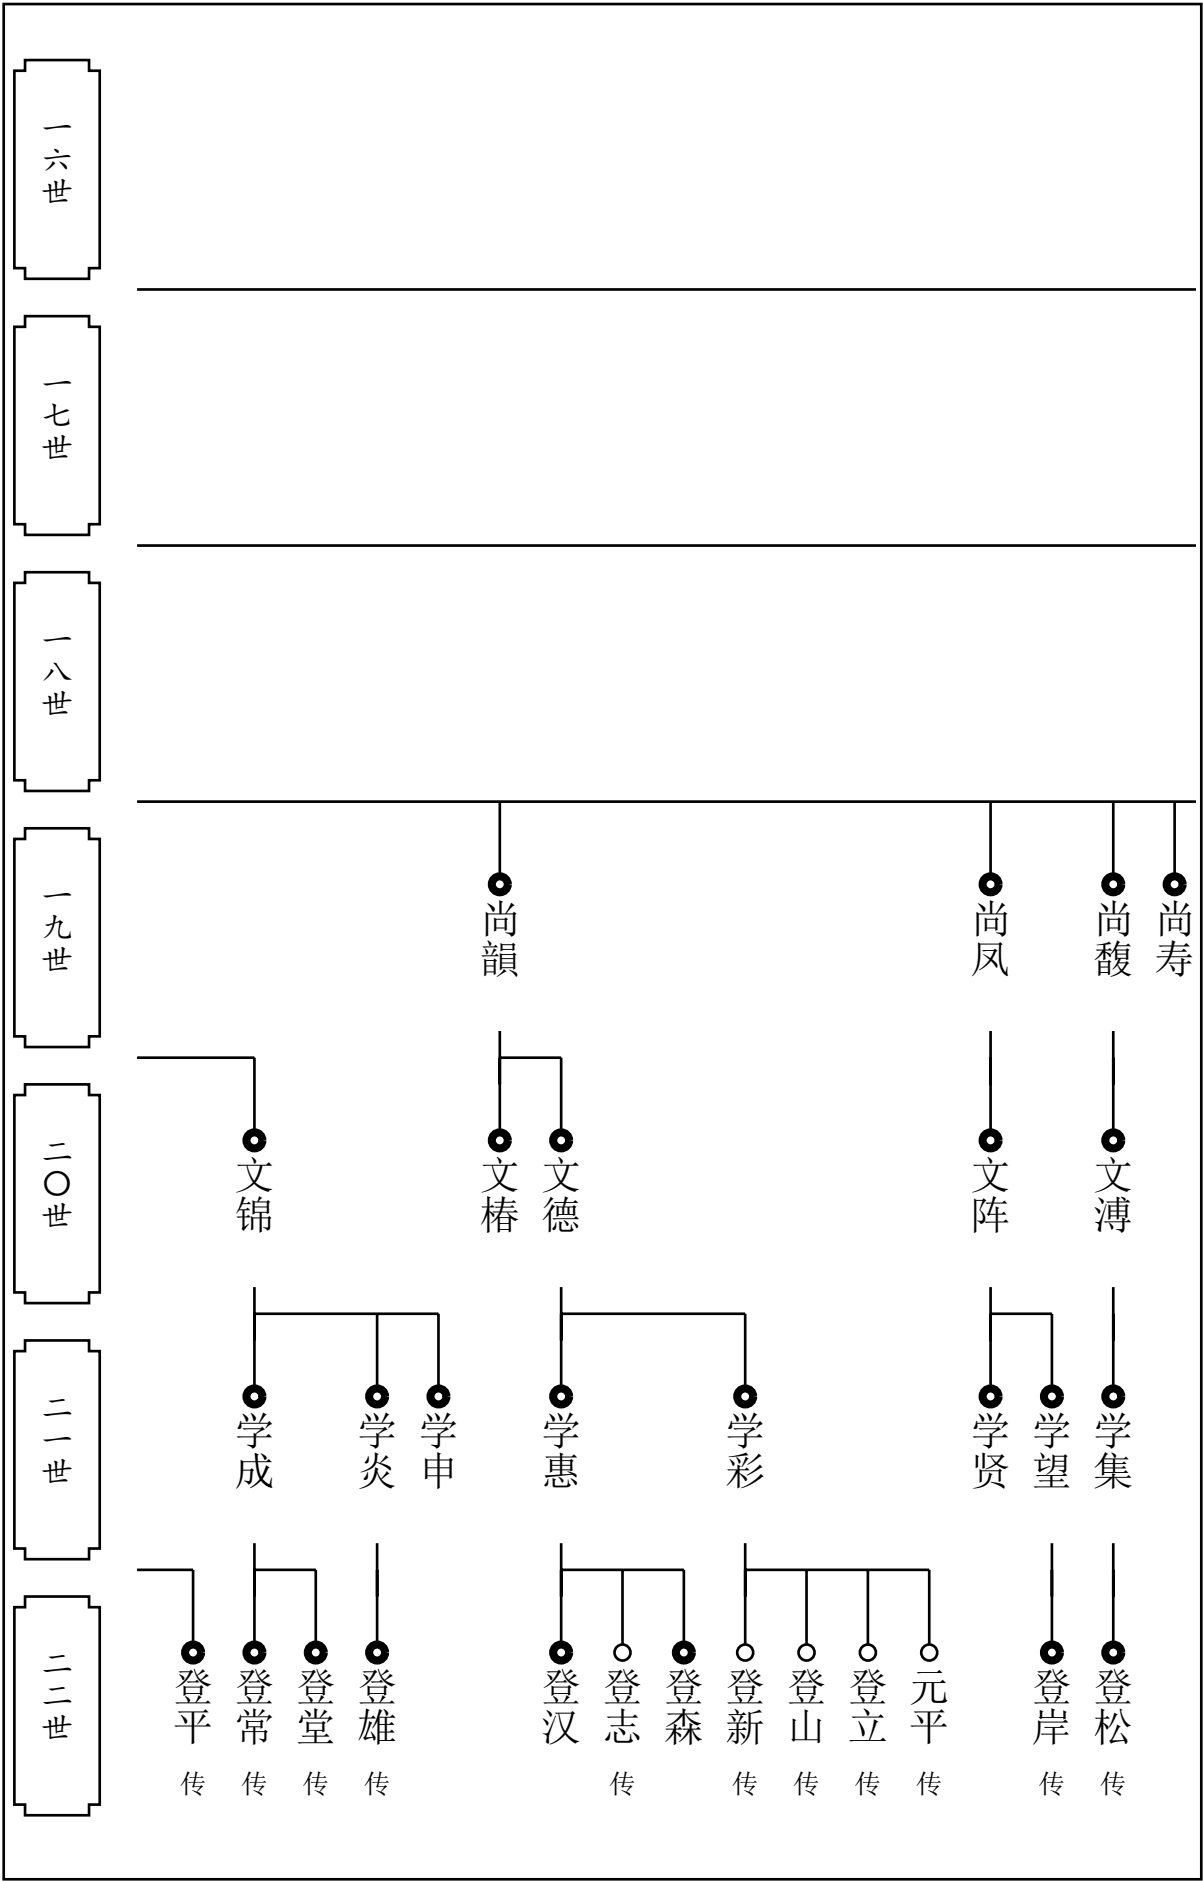 一六世
一七世
一八世
一九世
尚韻
尚凤
尚馥
尚寿
二〇世
文锦
文椿
文德
文阵
文溥
二一世
学成
学炎
学申
学惠
学彩
学贤
学望
学集
二二世
登平
传
登常
传
登堂
传
登雄
传
登汉
登志
传
登森
登新
传
登山
传
登立
传
元平
传
登岸
传
登松
传